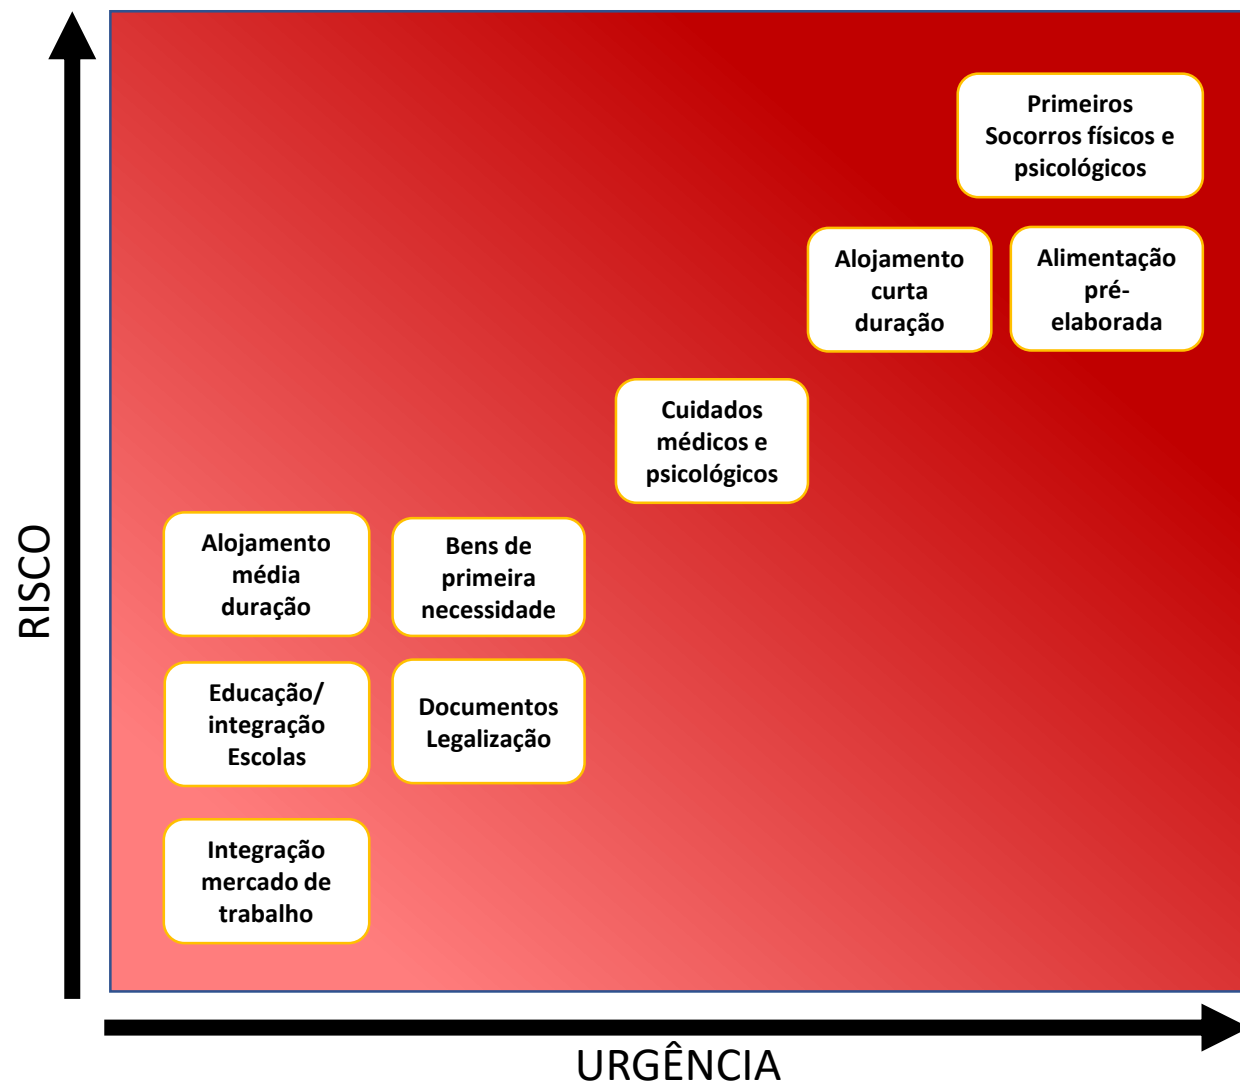 Primeiros
Socorros físicos e
psicológicos
Alojamento
curta
duração
Alimentação
pré-
elaborada
Cuidados
médicos e
psicológicos
Alojamento
média
duração
Bens de
primeira
necessidade
Educação/
integração
Escolas
Documentos
Legalização
Integração
mercado de
trabalho
RISCO
URGÊNCIA